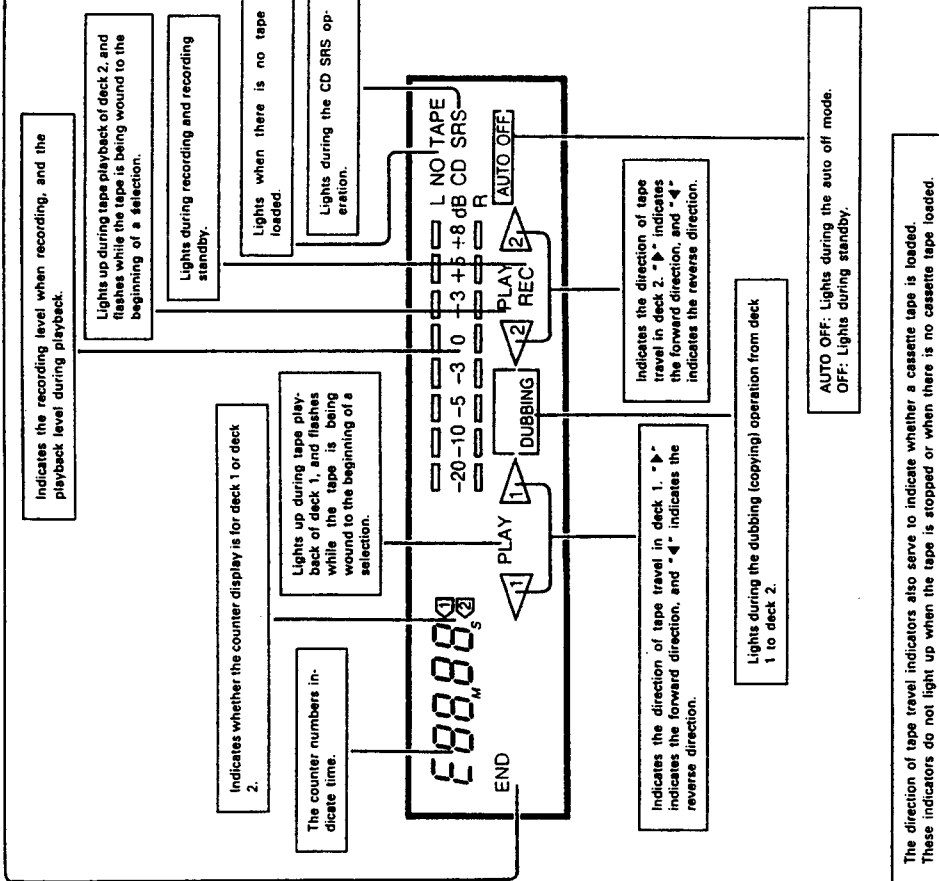 Indicates the recording level when recording, and the
playback level during playback.
Lights up during tape playback of deck 2, and
flashes while the tape is being wound to the
beginning of a selection.
Lights during recording and recording
standby.
Lights when there is no tape
loaded.
Lights during the CD SRS op-
eration.
Indicates whether the counter display is for deck 1 or deck
2.
Lights up during tape play-
back of deck 1, and flashes
while the tape is being
wound to the beginning of a
selection.
The counter numbers in-
dicate time.
88888 M S 1 2
END
1 PLAY 1
-20 -10 -5 -3 0 +3 +5 +8 dB
L NO TAPE
CD SRS
R
DUBBING
2 PLAY 2
REC
AUTO OFF
Indicates the direction of tape travel in deck 1. "▶"
indicates the forward direction, and "◀" indicates the
reverse direction.
Indicates the direction of tape
travel in deck 2. "▶" indicates
the forward direction, and "◀"
indicates the reverse direction.
Lights during the dubbing (copying) operation from deck
1 to deck 2.
AUTO OFF: Lights during the auto off mode.
OFF: Lights during standby.
The direction of tape travel indicators also serve to indicate whether a cassette tape is loaded.
These indicators do not light up when the tape is stopped or when there is no cassette tape loaded.